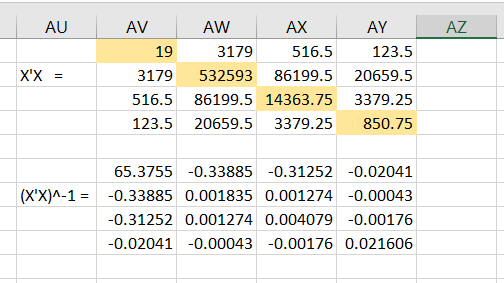 AU AV AW AX AY AZ
19 3179 516.5 123.5
X'X = 3179 532593 86199.5 20659.5
516.5 86199.5 14363.75 3379.25
123.5 20659.5 3379.25 850.75
65.3755 -0.33885 -0.31252 -0.02041
(X'X)^-1 = -0.33885 0.001835 0.001274 -0.00043
-0.31252 0.001274 0.004079 -0.00176
-0.02041 -0.00043 -0.00176 0.021606